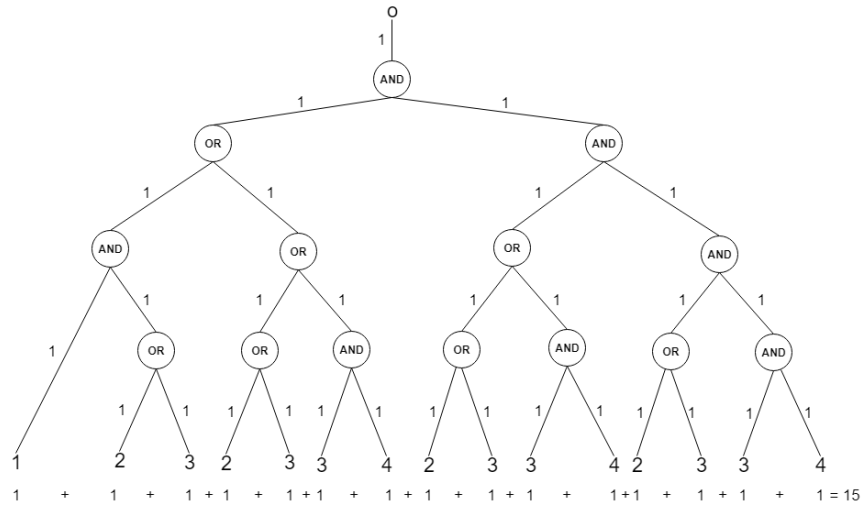 O
1
AND
1 1
OR AND
1 1 1 1
AND OR OR AND
1 1 1 1 1 1 1
OR OR AND OR AND OR AND
1
1 1 1 1 1 1 1 1 1 1 1 1 1 1
1 2 3 2 3 3 4 2 3 3 4 2 3 3 4
1 + 1 + 1 + 1 + 1 + 1 + 1 + 1 + 1 + 1 + 1 + 1 + 1 + 1 + 1 = 15